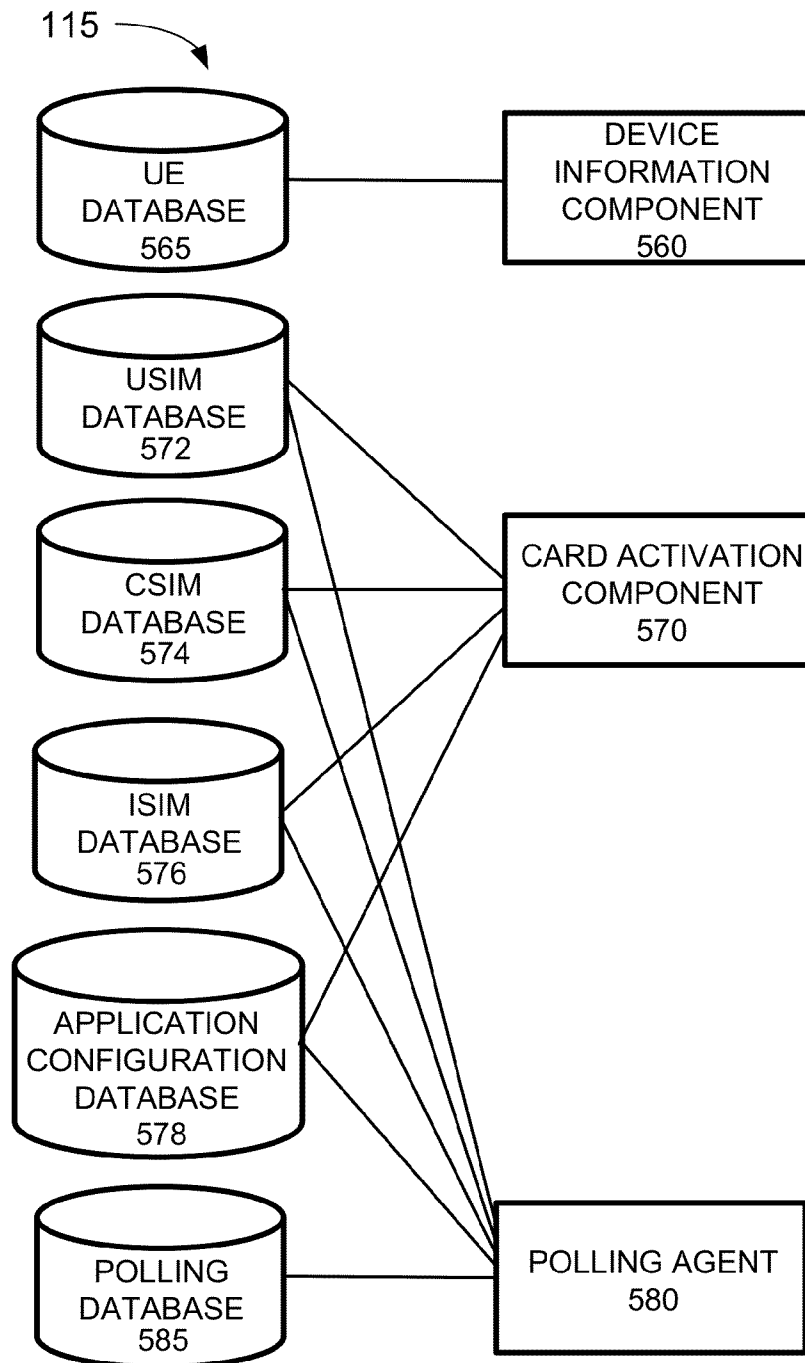 115
UE
DATABASE
565
DEVICE
INFORMATION
COMPONENT
560
USIM
DATABASE
572
CSIM
DATABASE
574
CARD ACTIVATION
COMPONENT
570
ISIM
DATABASE
576
APPLICATION
CONFIGURATION
DATABASE
578
POLLING
DATABASE
585
POLLING AGENT
580